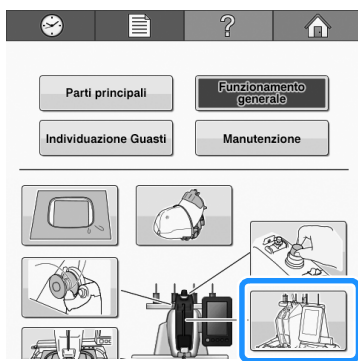 Parti principali
Funzionamento
generale
Individuazione Guasti
Manutenzione